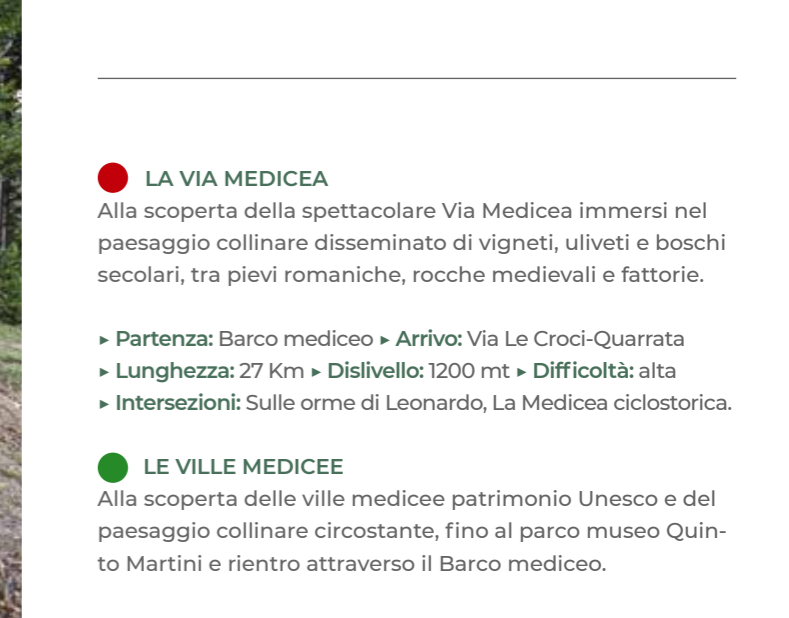 LA VIA MEDICEA
Alla scoperta della spettacolare Via Medicea immersi nel
paesaggio collinare disseminato di vigneti, uliveti e boschi
secolari, tra pievi romaniche, rocche medievali e fattorie.
▸ Partenza: Barco mediceo ▸ Arrivo: Via Le Croci-Quarrata
▸ Lunghezza: 27 Km ▸ Dislivello: 1200 mt ▸ Difficoltà: alta
▸ Intersezioni: Sulle orme di Leonardo, La Medicea ciclostorica.
LE VILLE MEDICEE
Alla scoperta delle ville medicee patrimonio Unesco e del
paesaggio collinare circostante, fino al parco museo Quin-
to Martini e rientro attraverso il Barco mediceo.